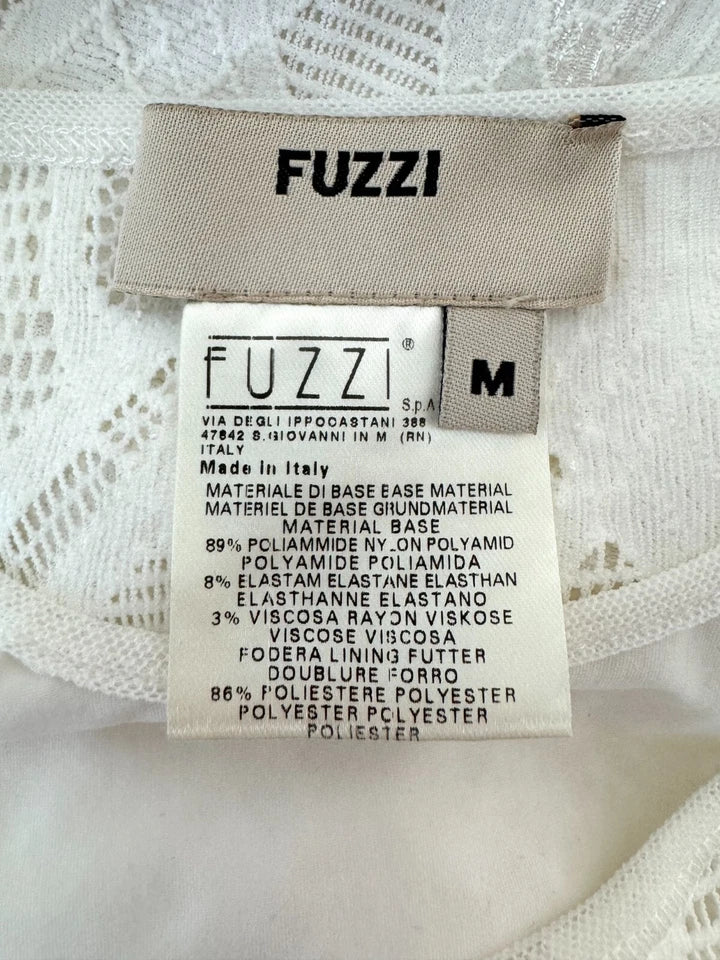 FUZZI
FUZZI®
S.p.A
M
VIA DEGLI IPPOCASTANI 388
47842 S.GIOVANNI IN M (RN)
ITALY
Made in Italy
MATERIALE DI BASE BASE MATERIAL
MATERIEL DE BASE GRUNDMATERIAL
MATERIAL BASE
89% POLIAMMIDE NYLON POLYAMID
POLYAMIDE POLIAMIDA
8% ELASTAM ELASTANE ELASTHAN
ELASTHANNE ELASTANO
3% VISCOSA RAYON VISKOSE
VISCOSE VISCOSA
FODERA LINING FUTTER
DOUBLURE FORRO
86% POLIESTERE POLYESTER
POLYESTER POLYESTER
POLIESTER